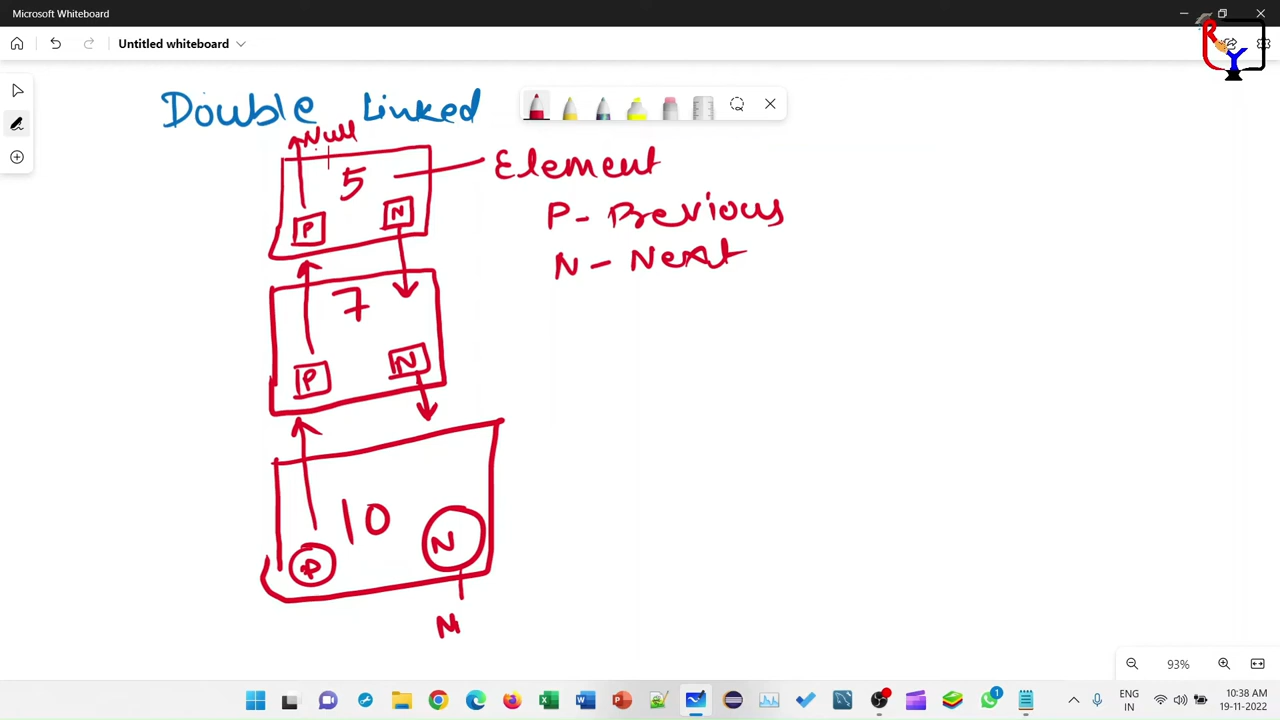 Microsoft Whiteboard
Untitled whiteboard
R
Y
Double Linked
Null
5
Element
P N
P - Previous
N - Next
7
P N
10
P N
N
93%
1
ENG
IN
10:38 AM
19-11-2022